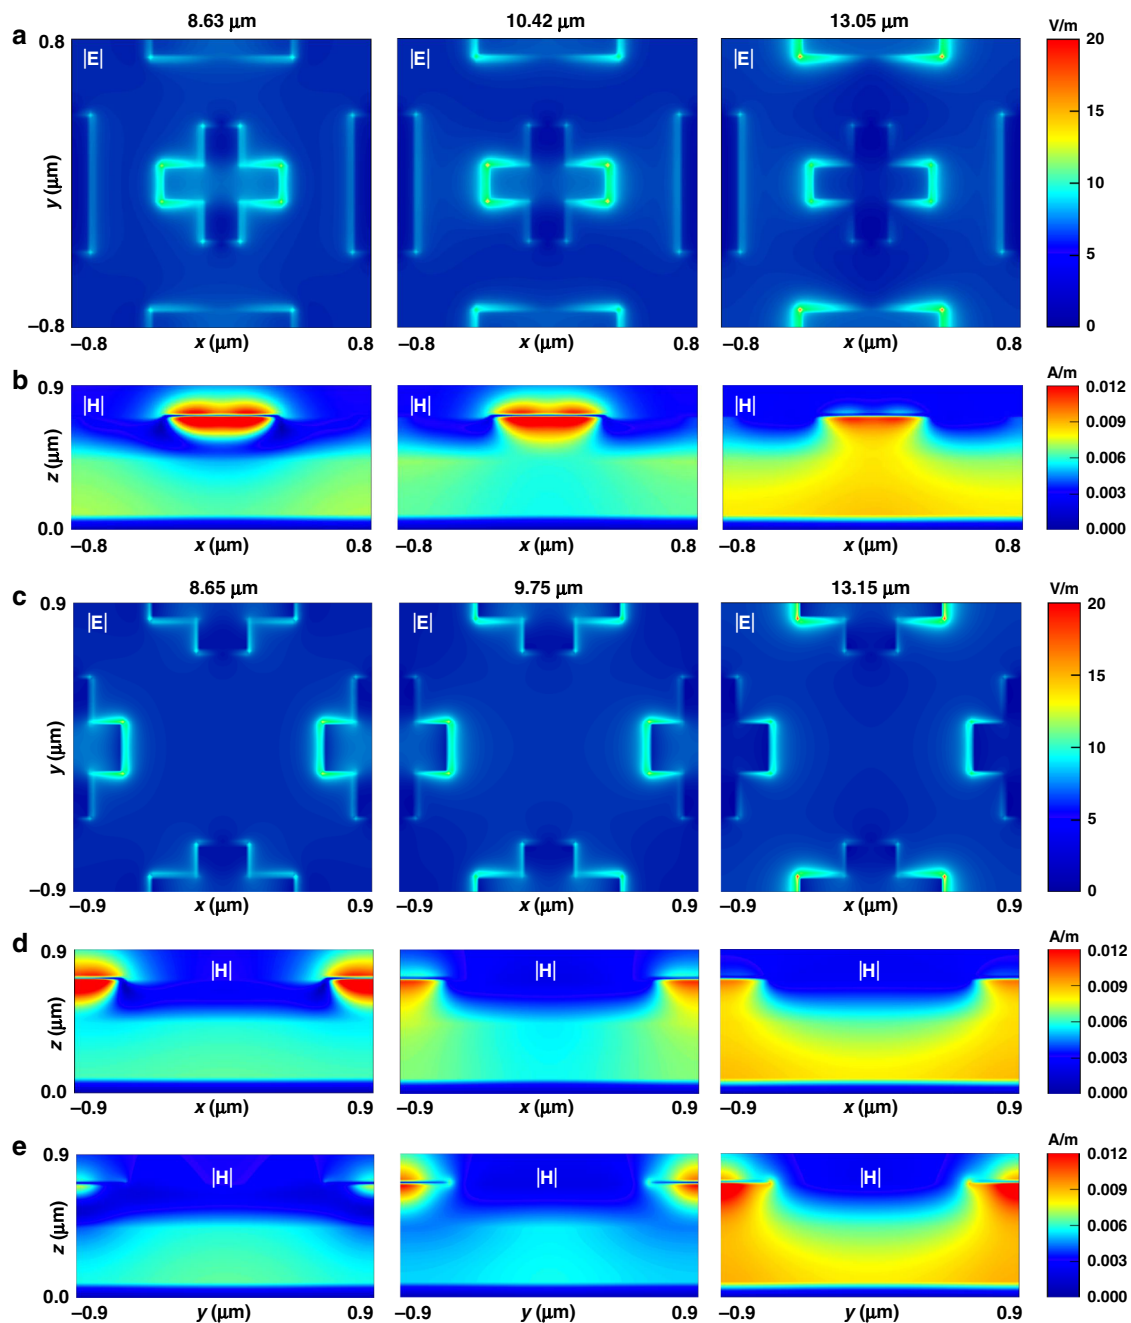 8.63 μm 10.42 μm 13.05 μm V/m
a 0.8 |E| |E| |E| 20
15
y (μm) 10
5
–0.8 0
–0.8 x (μm) 0.8 –0.8 x (μm) 0.8 –0.8 x (μm) 0.8
A/m
b 0.9 |H| |H| |H| 0.012
0.009
z (μm) 0.006
0.003
0.0 0.000
–0.8 x (μm) 0.8 –0.8 x (μm) 0.8 –0.8 x (μm) 0.8
8.65 μm 9.75 μm 13.15 μm V/m
c 0.9 |E| |E| |E| 20
15
y (μm) 10
5
–0.9 0
–0.9 x (μm) 0.9 –0.9 x (μm) 0.9 –0.9 x (μm) 0.9
A/m
d 0.9 |H| |H| |H| 0.012
0.009
z (μm) 0.006
0.003
0.0 0.000
–0.9 x (μm) 0.9 –0.9 x (μm) 0.9 –0.9 x (μm) 0.9
A/m
e 0.9 |H| |H| |H| 0.012
0.009
z (μm) 0.006
0.003
0.0 0.000
–0.9 y (μm) 0.9 –0.9 y (μm) 0.9 –0.9 y (μm) 0.9